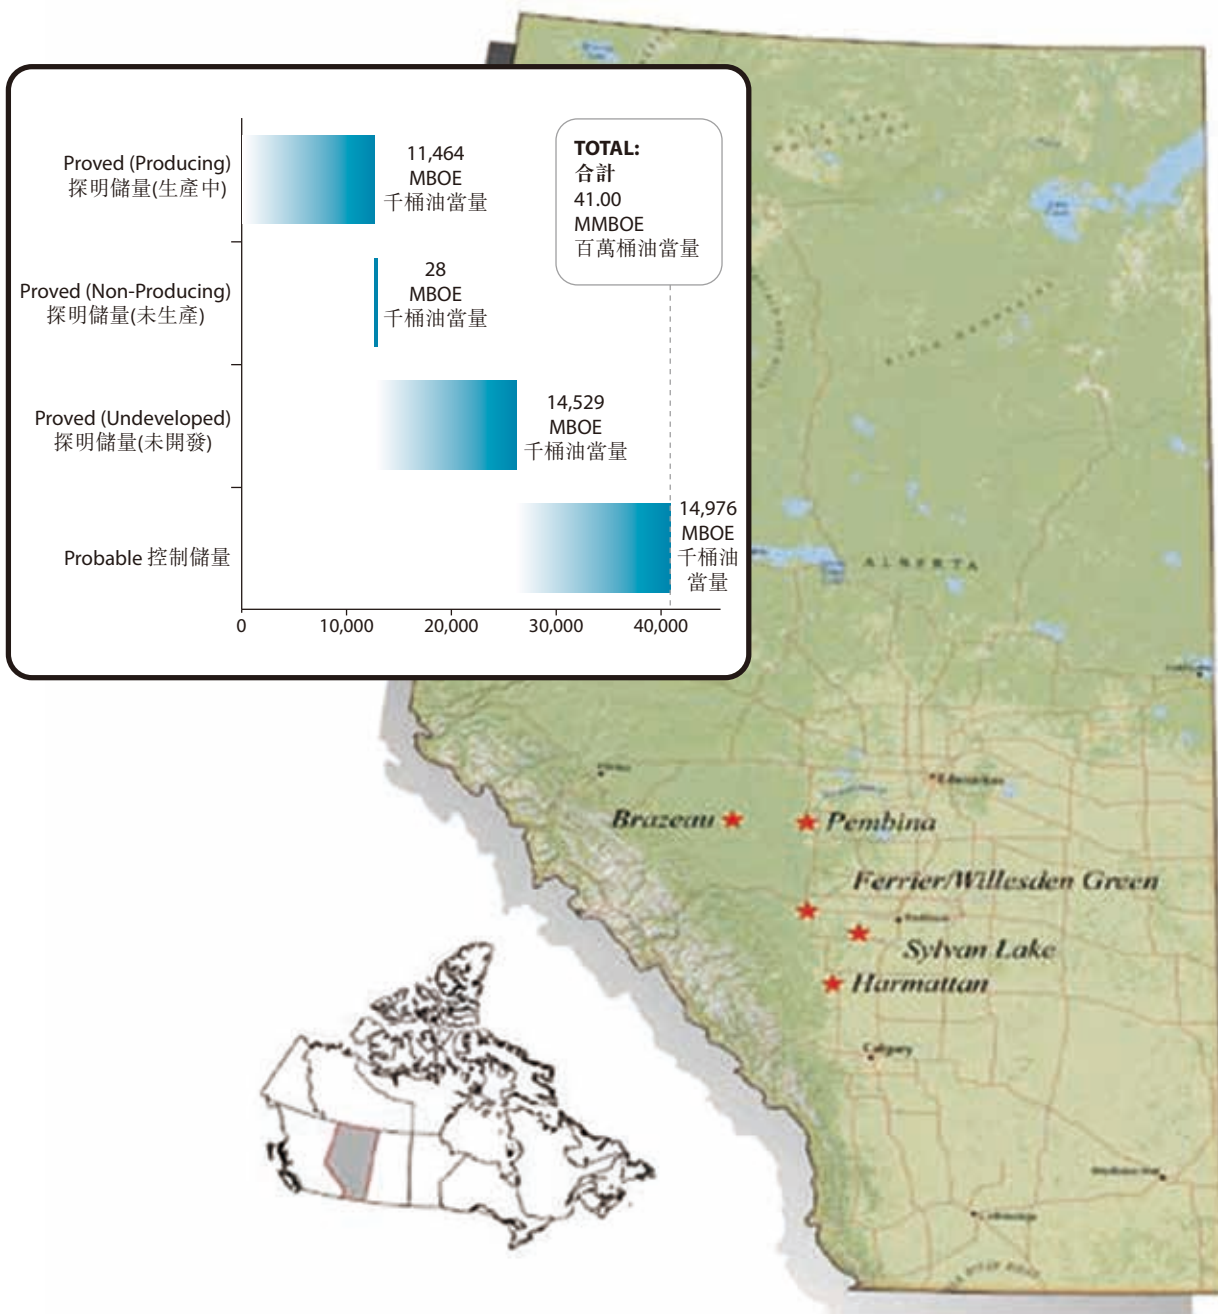 Proved (Producing)
探明儲量(生產中)
11,464
MBOE
千桶油當量
TOTAL:
合計
41.00
MMBOE
百萬桶油當量
Proved (Non-Producing)
探明儲量(未生產)
28
MBOE
千桶油當量
Proved (Undeveloped)
探明儲量(未開發)
14,529
MBOE
千桶油當量
Probable 控制儲量
14,976
MBOE
千桶油
當量
0
10,000
20,000
30,000
40,000
ALBERTA
Edmonton
Brazeau
Pembina
Ferrier/Willesden Green
Sylvan Lake
Harmattan
Calgary